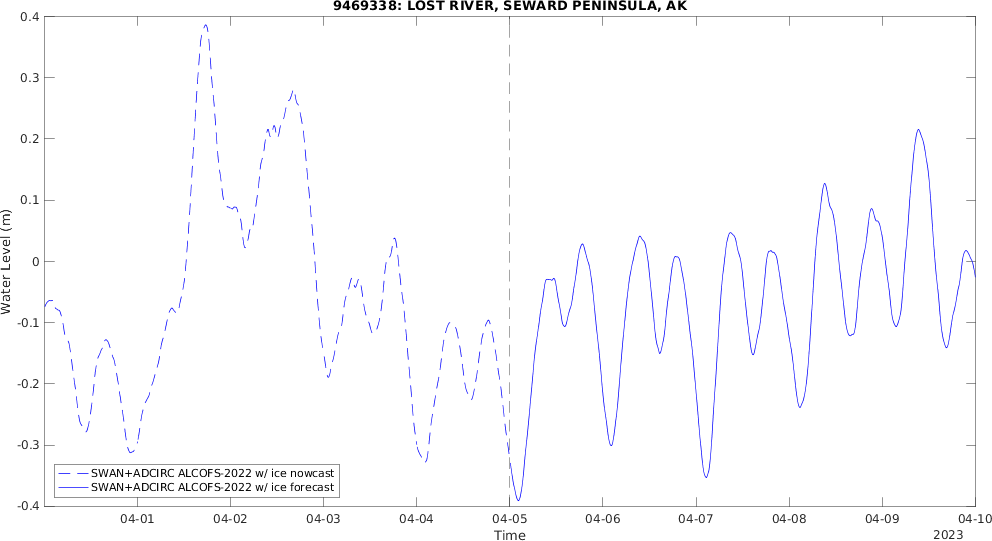 9469338: LOST RIVER, SEWARD PENINSULA, AK
0.4
0.3
0.2
0.1
0
-0.1
-0.2
-0.3
-0.4
Water Level (m)
SWAN+ADCIRC ALCOFS-2022 w/ ice nowcast
SWAN+ADCIRC ALCOFS-2022 w/ ice forecast
04-01 04-02 04-03 04-04 04-05 04-06 04-07 04-08 04-09 04-10
Time
2023